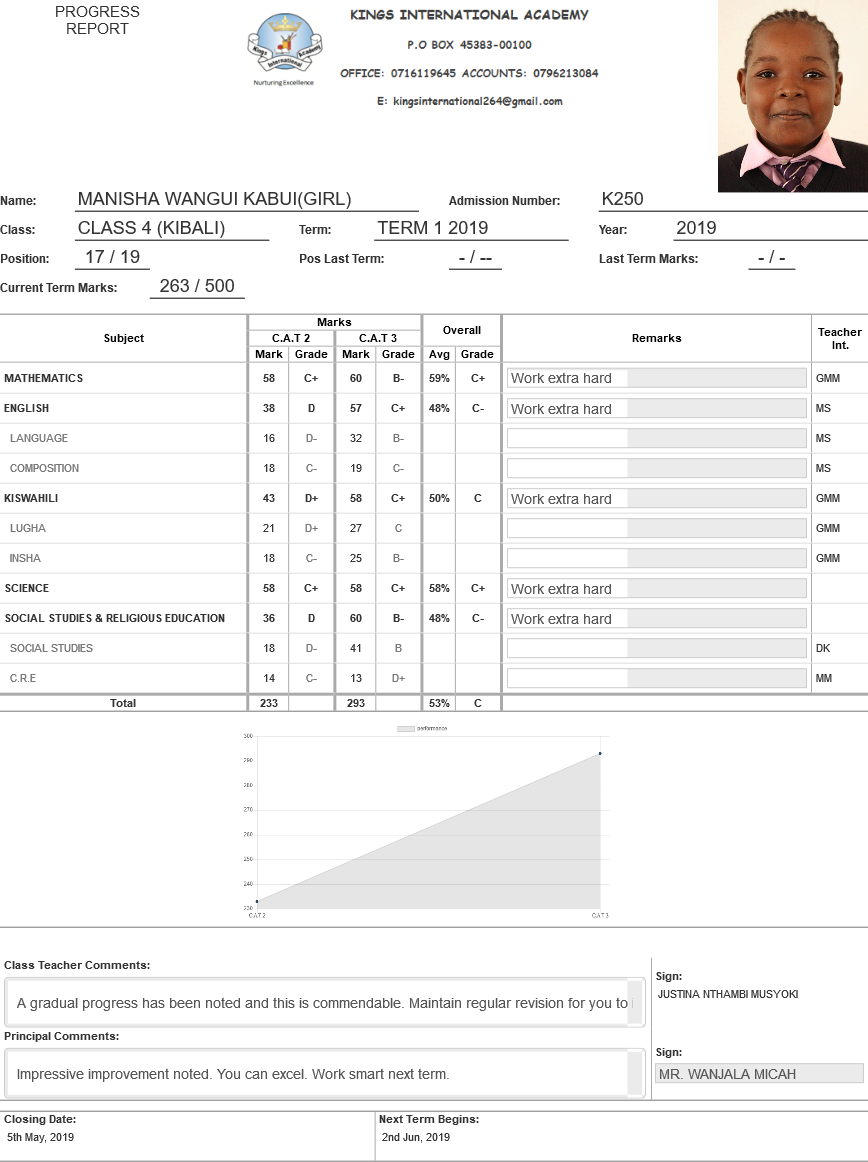 PROGRESS
REPORT
KINGS INTERNATIONAL ACADEMY
P.O BOX 45383-00100
OFFICE: 0716119645 ACCOUNTS: 0796213084
E: kingsinternational264@gmail.com
Kings International Academy
Nurturing Excellence
Name: MANISHA WANGUI KABUI(GIRL) Admission Number: K250
Class: CLASS 4 (KIBALI) Term: TERM 1 2019 Year: 2019
Position: 17 / 19 Pos Last Term: - / -- Last Term Marks: - / -
Current Term Marks: 263 / 500
Subject Marks Overall Remarks Teacher Int.
C.A.T 2 C.A.T 3
Mark Grade Mark Grade Avg Grade
MATHEMATICS 58 C+ 60 B- 59% C+ Work extra hard GMM
ENGLISH 38 D 57 C+ 48% C- Work extra hard MS
LANGUAGE 16 D- 32 B- MS
COMPOSITION 18 C- 19 C- MS
KISWAHILI 43 D+ 58 C+ 50% C Work extra hard GMM
LUGHA 21 D+ 27 C GMM
INSHA 18 C- 25 B- GMM
SCIENCE 58 C+ 58 C+ 58% C+ Work extra hard
SOCIAL STUDIES & RELIGIOUS EDUCATION 36 D 60 B- 48% C- Work extra hard
SOCIAL STUDIES 18 D- 41 B DK
C.R.E 14 C- 13 D+ MM
Total 233 293 53% C
performance
300
290
280
270
260
250
240
230
C.A.T 2 C.A.T 3
Class Teacher Comments:
A gradual progress has been noted and this is commendable. Maintain regular revision for you to
Sign:
JUSTINA NTHAMBI MUSYOKI
Principal Comments:
Impressive improvement noted. You can excel. Work smart next term.
Sign:
MR. WANJALA MICAH
Closing Date: Next Term Begins:
5th May, 2019 2nd Jun, 2019